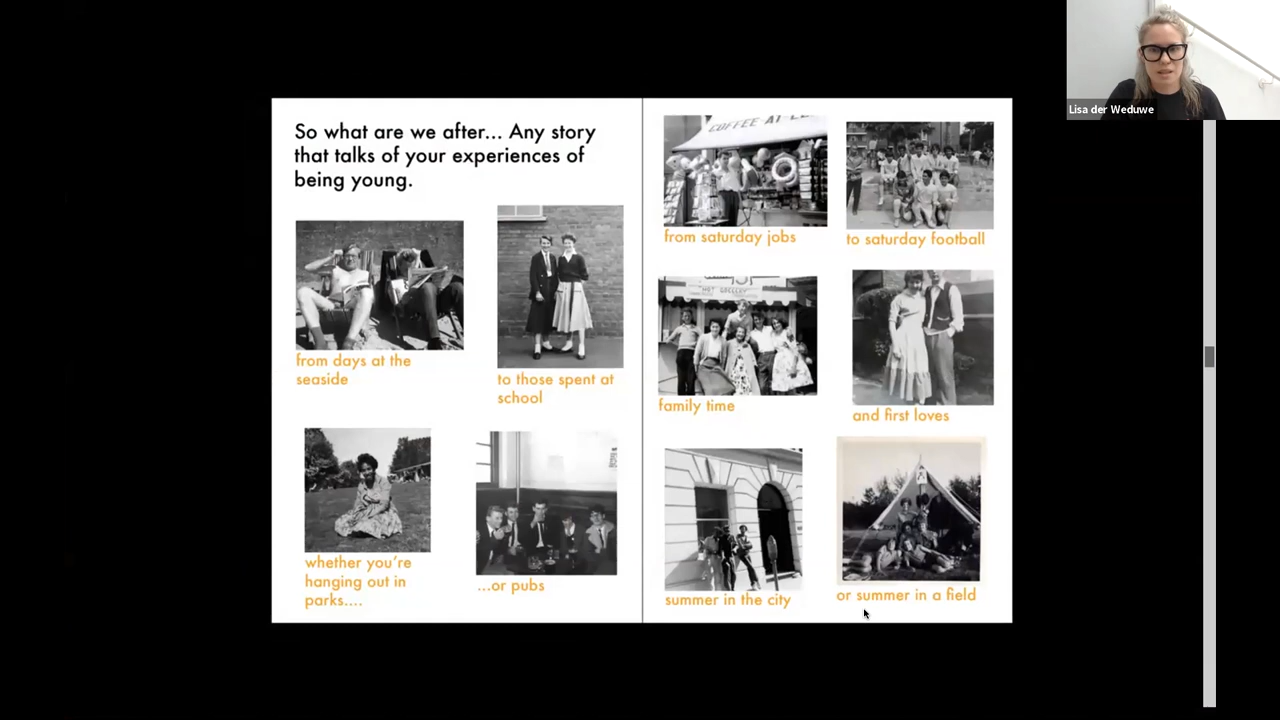 Lisa der Weduwe
So what are we after... Any story
that talks of your experiences of
being young.
from days at the
seaside
to those spent at
school
whether you're
hanging out in
parks....
...or pubs
from saturday jobs
to saturday football
family time
and first loves
summer in the city
or summer in a field